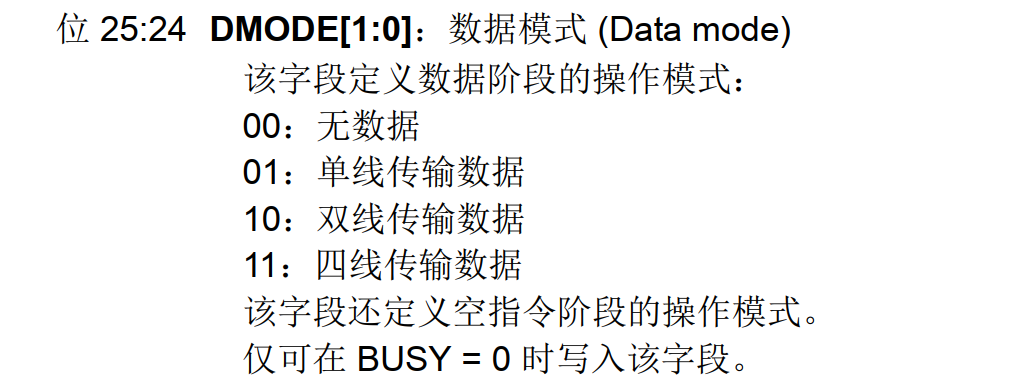 位 25:24 DMODE[1:0]：数据模式 (Data mode)
该字段定义数据阶段的操作模式：
00：无数据
01：单线传输数据
10：双线传输数据
11：四线传输数据
该字段还定义空指令阶段的操作模式。
仅可在 BUSY = 0 时写入该字段。